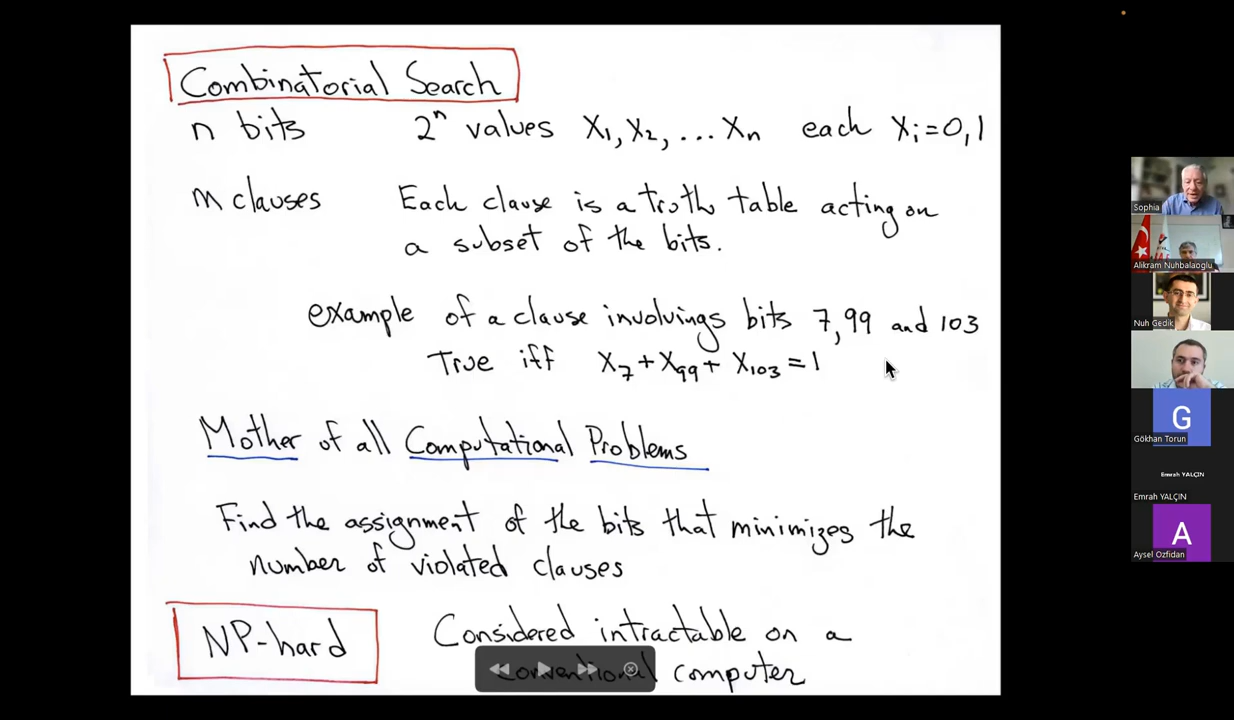 Combinatorial Search
n bits 2ⁿ values X₁, X₂, ... Xₙ each Xᵢ=0,1
m clauses Each clause is a truth table acting on
a subset of the bits.
example of a clause involvings bits 7, 99 and 103
True iff X₇ + X₉₉ + X₁₀₃ = 1
Mother of all Computational Problems
Find the assignment of the bits that minimizes the
number of violated clauses
NP-hard Considered intractable on a
conventional computer
Sophia
Alikram Nuhbalaoglu
Nuh Gedik
G
Gökhan Torun
Emrah YALÇIN
Emrah YALÇIN
A
Aysel Ozfidan